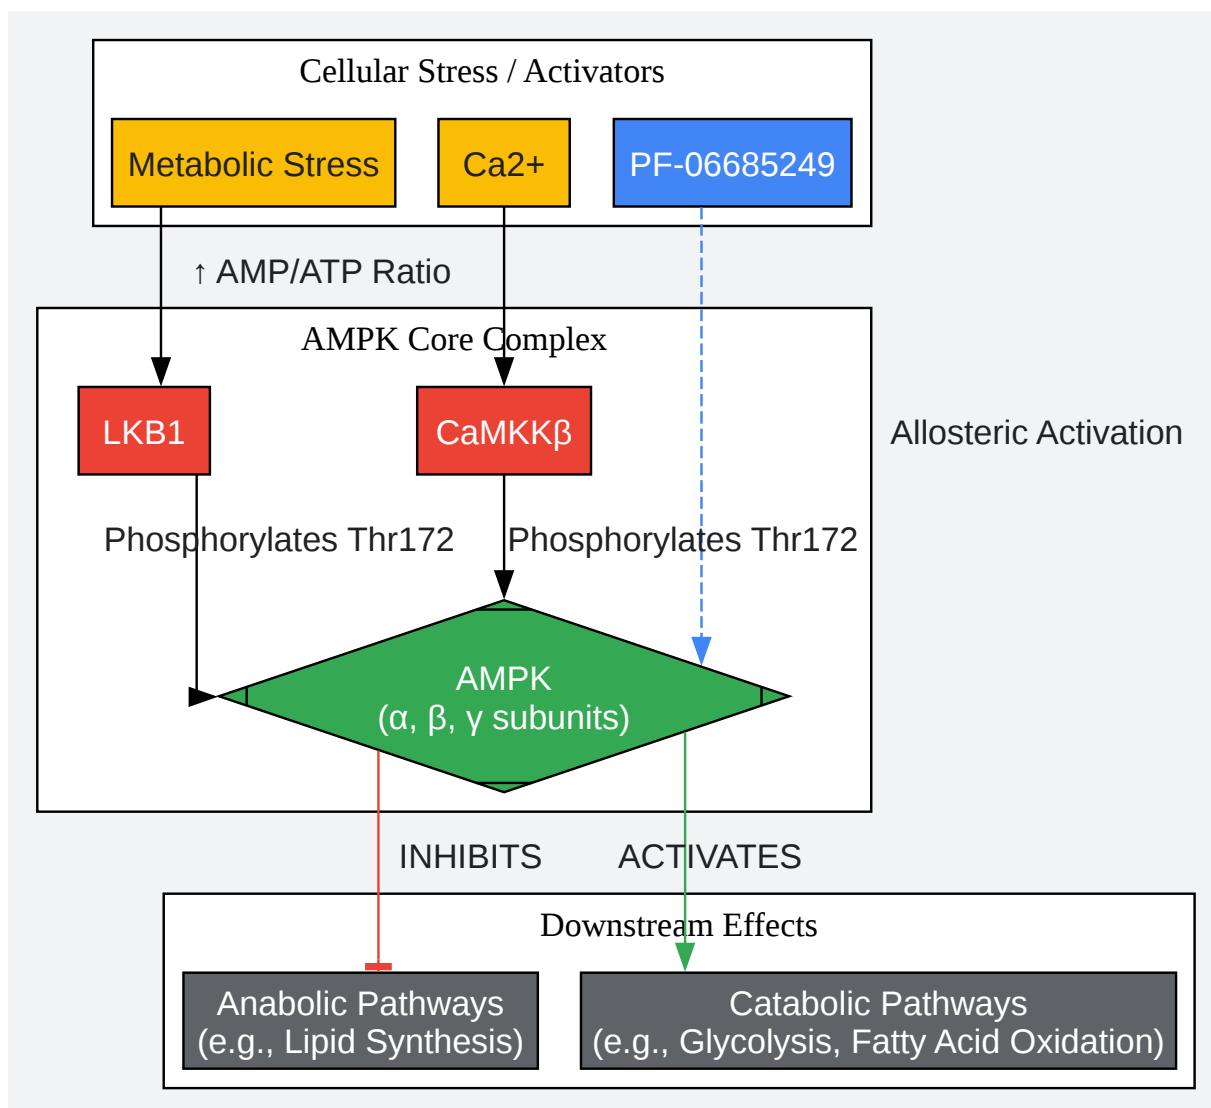 Cellular Stress / Activators
Metabolic Stress
Ca2+
PF-06685249
↑ AMP/ATP Ratio
AMPK Core Complex
LKB1
CaMKKβ
Allosteric Activation
Phosphorylates Thr172
Phosphorylates Thr172
AMPK
(α, β, γ subunits)
INHIBITS
ACTIVATES
Downstream Effects
Anabolic Pathways
(e.g., Lipid Synthesis)
Catabolic Pathways
(e.g., Glycolysis, Fatty Acid Oxidation)